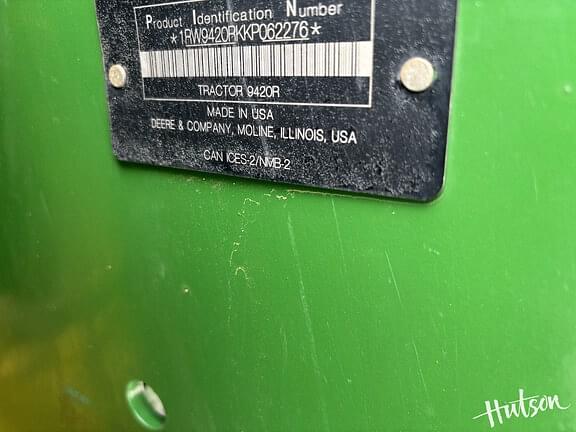 Product Identification Number
*1RW9420RKKP062276*
TRACTOR 9420R
MADE IN USA
DEERE & COMPANY, MOLINE, ILLINOIS, USA
CAN ICES-2/NMB-2
Hutson